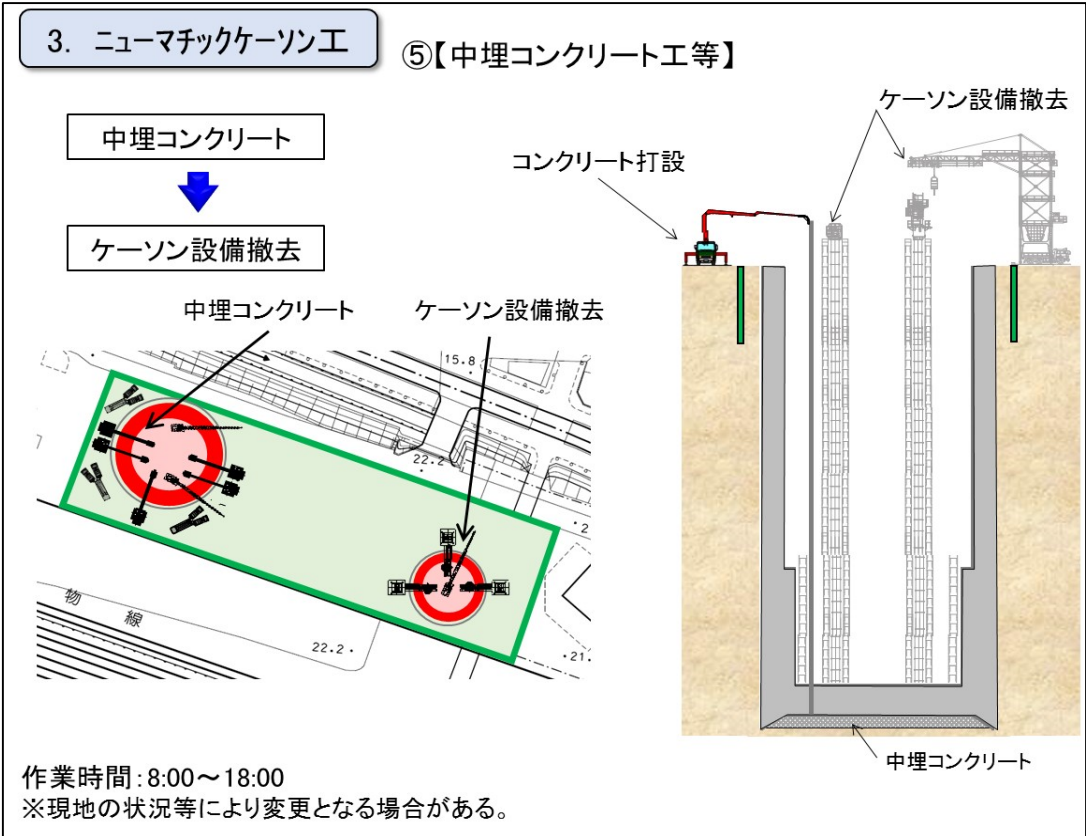 3. ニューマチックケーソン工
⑤【中埋コンクリート工等】
中埋コンクリート
ケーソン設備撤去
ケーソン設備撤去
コンクリート打設
中埋コンクリート
ケーソン設備撤去
15.8
22.2
22.2
物線
・21.
中埋コンクリート
作業時間:8:00～18:00
※現地の状況等により変更となる場合がある。